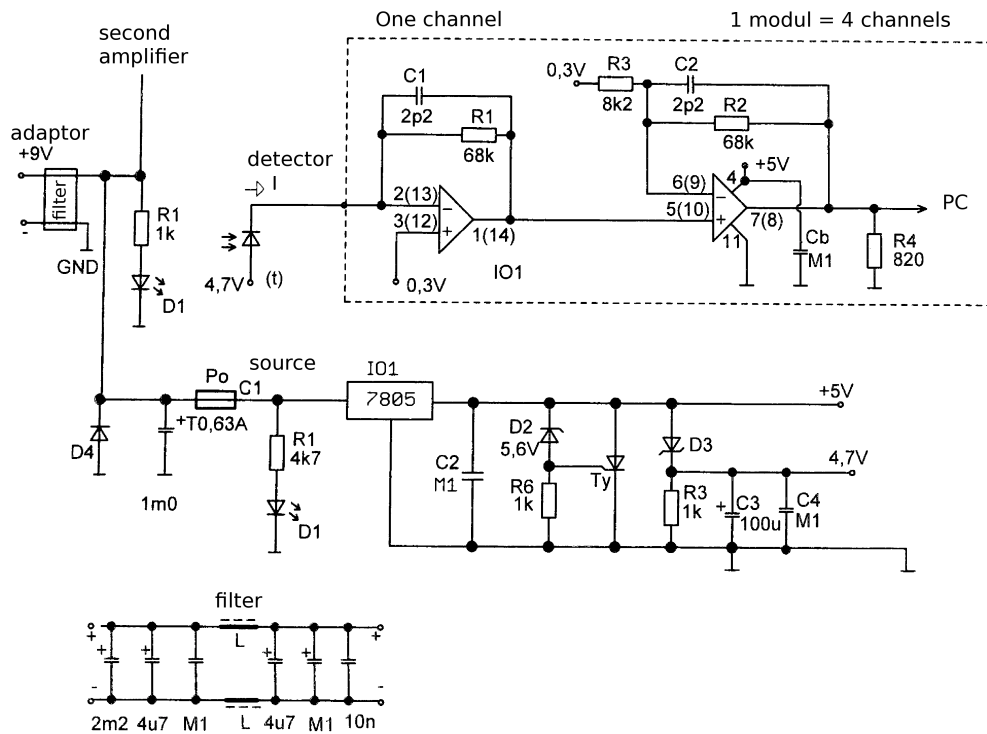 One channel
1 modul = 4 channels
second
amplifier
adaptor
+9V
filter
-
GND
R1
1k
D1
detector
I
4,7V
(t)
C1
2p2
R1
68k
2(13)
3(12)
-
+
1(14)
0,3V
IO1
0,3V
R3
8k2
C2
2p2
R2
68k
+5V
4
6(9)
5(10)
-
+
7(8)
11
Cb
M1
PC
R4
820
source
D4
+
1m0
Po
T0,63A
C1
R1
4k7
D1
IO1
7805
+5V
C2
M1
D2
5,6V
R6
1k
Ty
D3
4,7V
R3
1k
+
C3
100u
C4
M1
filter
+
+
+
L
+
+
+
-
-
2m2
4u7
M1
L
4u7
M1
10n